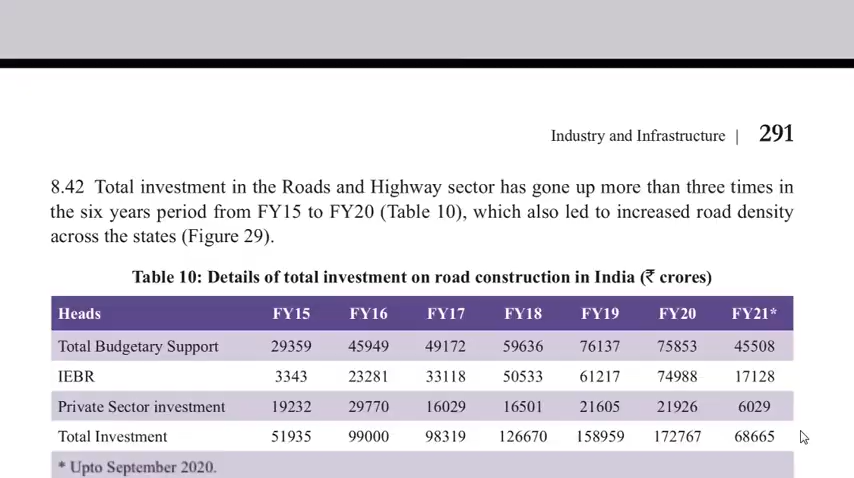 Industry and Infrastructure | 291
8.42 Total investment in the Roads and Highway sector has gone up more than three times in
the six years period from FY15 to FY20 (Table 10), which also led to increased road density
across the states (Figure 29).
Table 10: Details of total investment on road construction in India (₹ crores)
Heads FY15 FY16 FY17 FY18 FY19 FY20 FY21*
Total Budgetary Support 29359 45949 49172 59636 76137 75853 45508
IEBR 3343 23281 33118 50533 61217 74988 17128
Private Sector investment 19232 29770 16029 16501 21605 21926 6029
Total Investment 51935 99000 98319 126670 158959 172767 68665
* Upto September 2020.